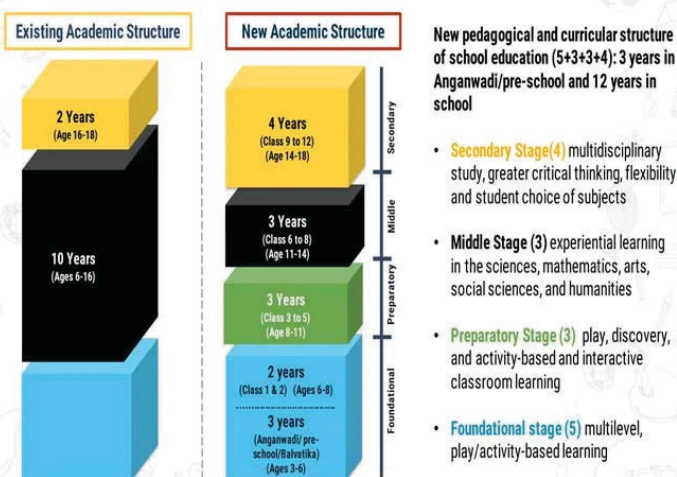 Existing Academic Structure
2 Years
(Age 16-18)
10 Years
(Ages 6-16)
New Academic Structure
4 Years
(Class 9 to 12)
(Age 14-18)
Secondary
3 Years
(Class 6 to 8)
(Age 11-14)
Middle
3 Years
(Class 3 to 5)
(Age 8-11)
Preparatory
2 years
(Class 1 & 2) (Ages 6-8)
3 years
(Anganwadi/ pre-
school/Balvatika)
(Ages 3-6)
Foundational
New pedagogical and curricular structure
of school education (5+3+3+4): 3 years in
Anganwadi/pre-school and 12 years in
school
• Secondary Stage(4) multidisciplinary
study, greater critical thinking, flexibility
and student choice of subjects
• Middle Stage (3) experiential learning
in the sciences, mathematics, arts,
social sciences, and humanities
• Preparatory Stage (3) play, discovery,
and activity-based and interactive
classroom learning
• Foundational stage (5) multilevel,
play/activity-based learning